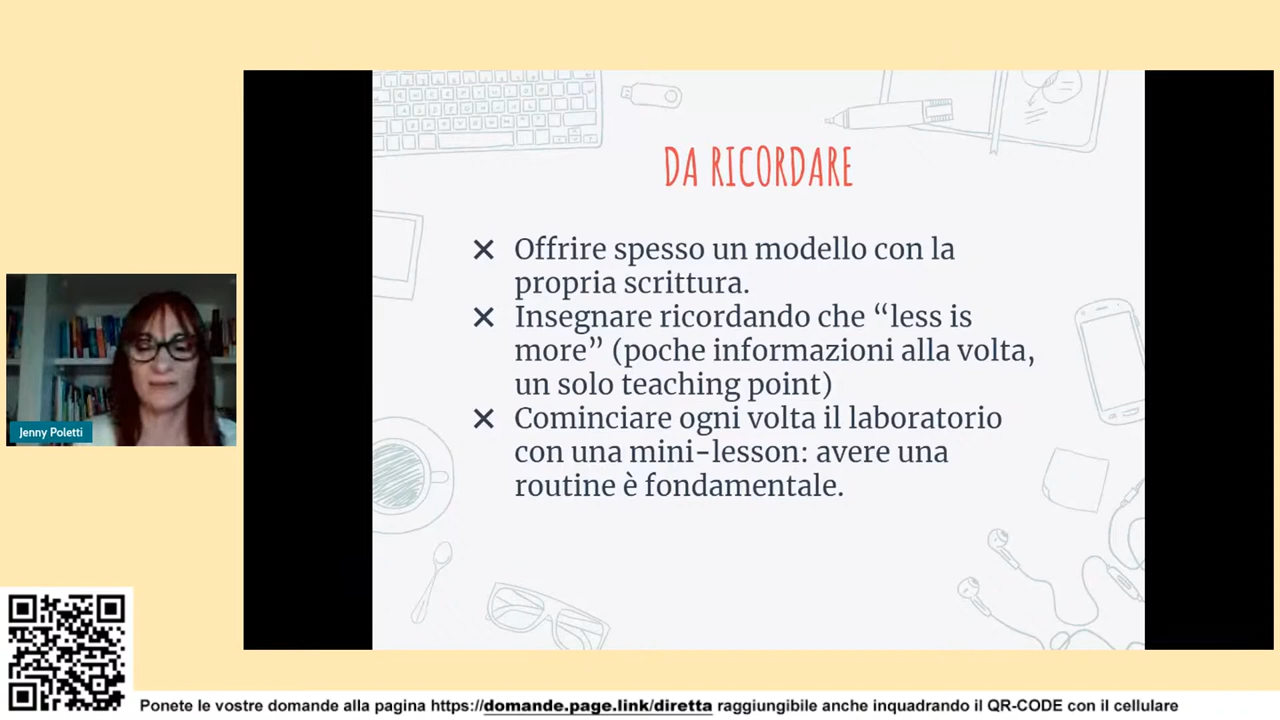 DA RICORDARE
Offrire spesso un modello con la
propria scrittura.
Insegnare ricordando che “less is
more” (poche informazioni alla volta,
un solo teaching point)
Cominciare ogni volta il laboratorio
con una mini-lesson: avere una
routine è fondamentale.
Jenny Poletti
Ponete le vostre domande alla pagina https://domande.page.link/diretta raggiungibile anche inquadrando il QR-CODE con il cellulare